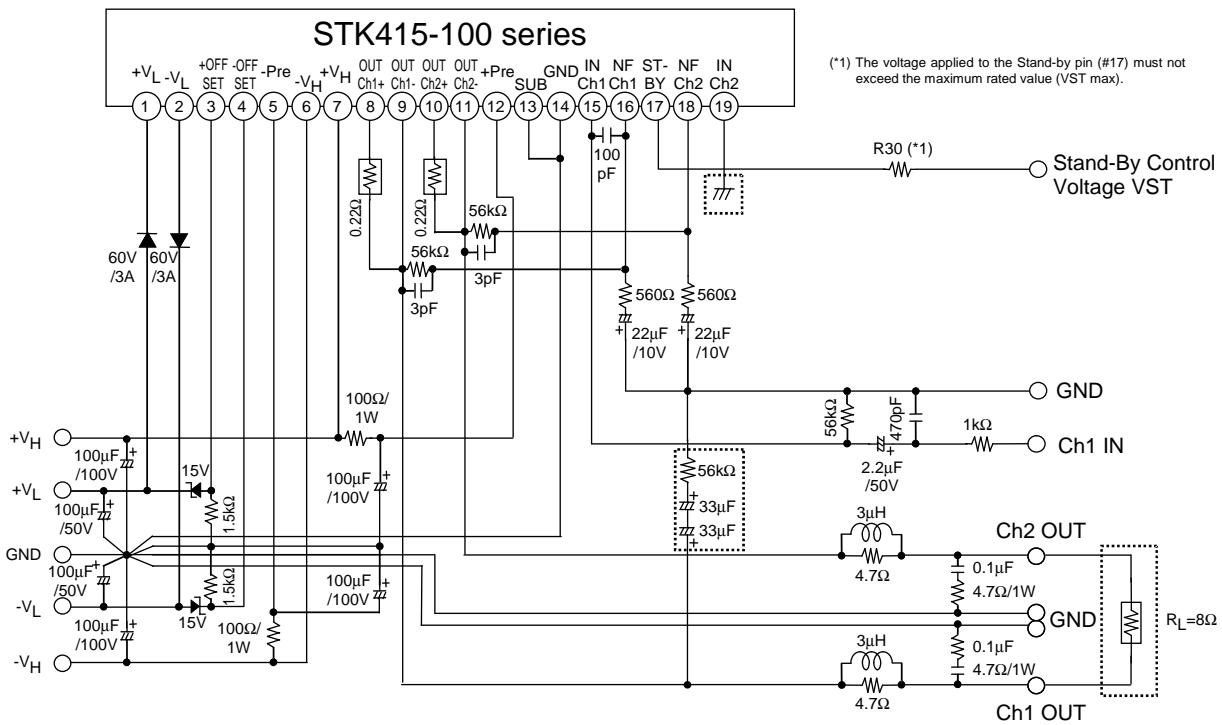 STK415-100 series
+VL
-VL
+OFF
SET
-OFF
SET
-Pre
-VH
+VH
OUT
Ch1+
OUT
Ch1-
OUT
Ch2+
OUT
Ch2-
+Pre
SUB
GND
IN
Ch1
NF
Ch1
ST-
BY
NF
Ch2
IN
Ch2
1 2 3 4 5 6 7 8 9 10 11 12 13 14 15 16 17 18 19
(*1) The voltage applied to the Stand-by pin (#17) must not
exceed the maximum rated value (VST max).
100
pF
R30 (*1)
Stand-By Control
Voltage VST
0.22Ω
0.22Ω
56kΩ
3pF
56kΩ
3pF
60V
/3A
60V
/3A
560Ω
560Ω
+
22µF
/10V
+
22µF
/10V
GND
56kΩ
470pF
1kΩ
Ch1 IN
+
2.2µF
/50V
100Ω/
1W
+VH
100µF
/100V
+
15V
100µF
/100V
+
+VL
100µF
/50V
+
1.5kΩ
56kΩ
+
33µF
33µF
+
GND
100µF
/50V
+
1.5kΩ
100µF
/100V
+
-VL
15V
100µF
/100V
+
100Ω/
1W
-VH
3µH
4.7Ω
Ch2 OUT
0.1µF
4.7Ω/1W
GND
RL=8Ω
0.1µF
4.7Ω/1W
3µH
4.7Ω
Ch1 OUT